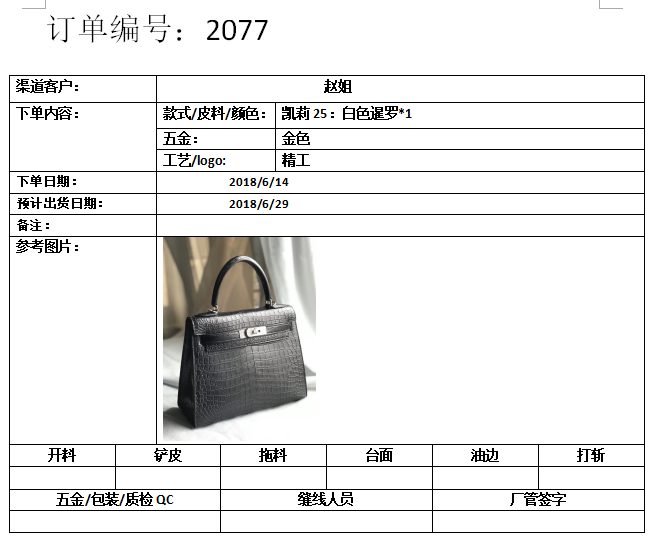 订单编号：2077
渠道客户： 赵姐
下单内容： 款式/皮料/颜色： 凯莉 25：白色暹罗*1
五金： 金色
工艺/logo: 精工
下单日期： 2018/6/14
预计出货日期： 2018/6/29
备注：
参考图片：
开料 铲皮 拖料 台面 油边 打斩
五金/包装/质检 QC 缝线人员 厂管签字